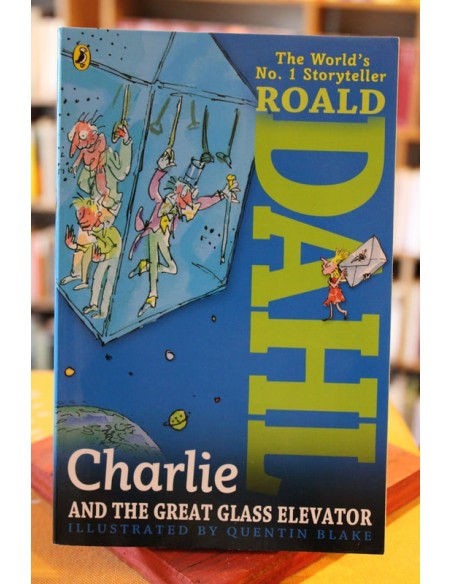 The World's
No. 1 Storyteller
ROALD
DAHL
Charlie
AND THE GREAT GLASS ELEVATOR
ILLUSTRATED BY QUENTIN BLAKE